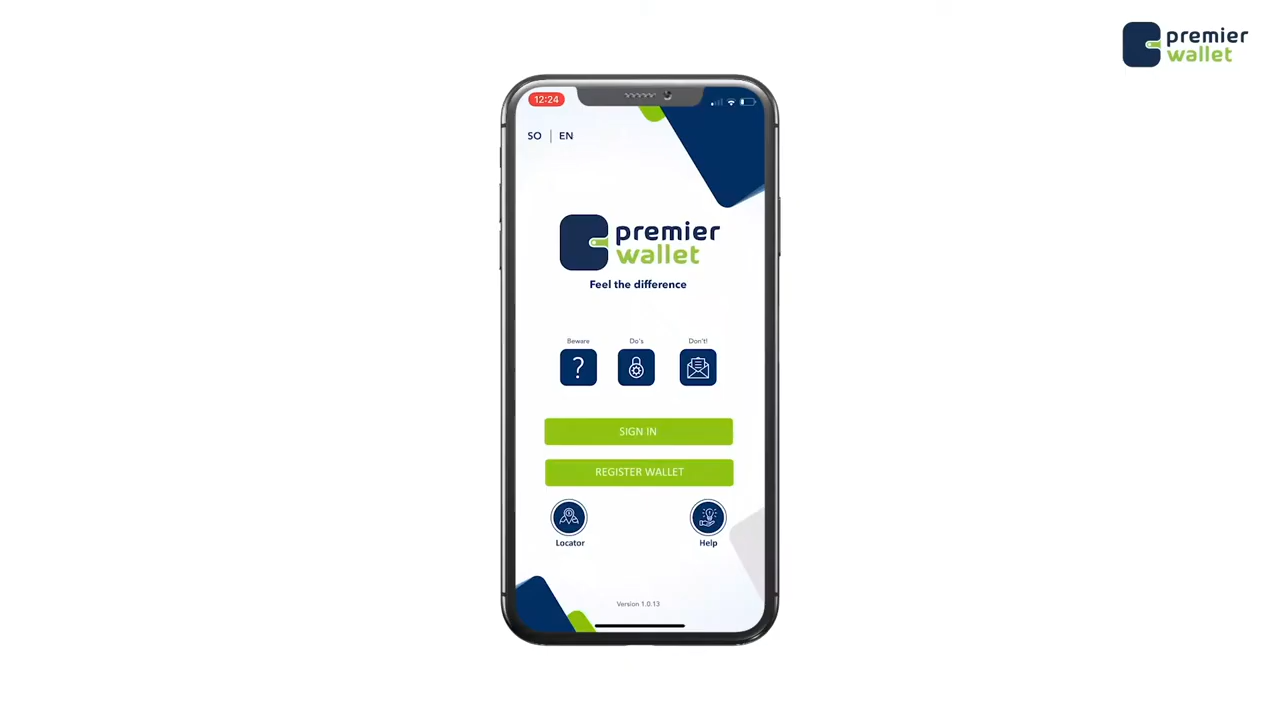 premier
wallet
12:24
SO | EN
premier
wallet
Feel the difference
Beware
Do's
Don't!
?
SIGN IN
REGISTER WALLET
Locator
Help
Version 1.0.13